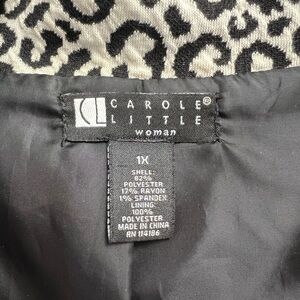 CL CAROLE®
LITTLE
woman
1X
SHELL:
82%
POLYESTER
17% RAYON
1% SPANDEX
LINING:
100%
POLYESTER
MADE IN CHINA
RN 114186